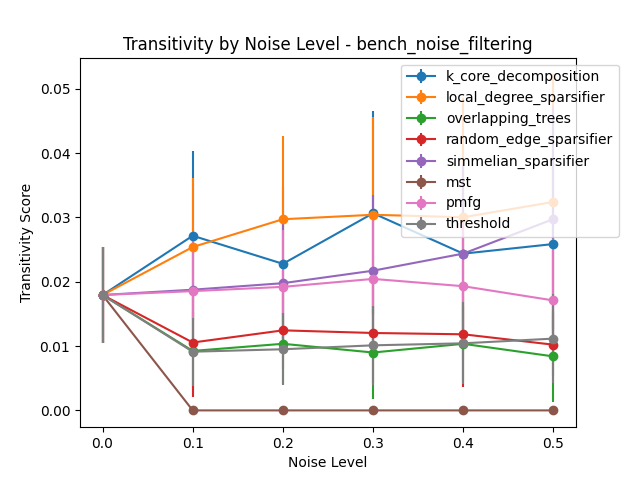 Transitivity by Noise Level - bench_noise_filtering
k_core_decomposition
local_degree_sparsifier
overlapping_trees
random_edge_sparsifier
simmelian_sparsifier
mst
pmfg
threshold
Transitivity Score
0.05
0.04
0.03
0.02
0.01
0.00
0.0 0.1 0.2 0.3 0.4 0.5
Noise Level